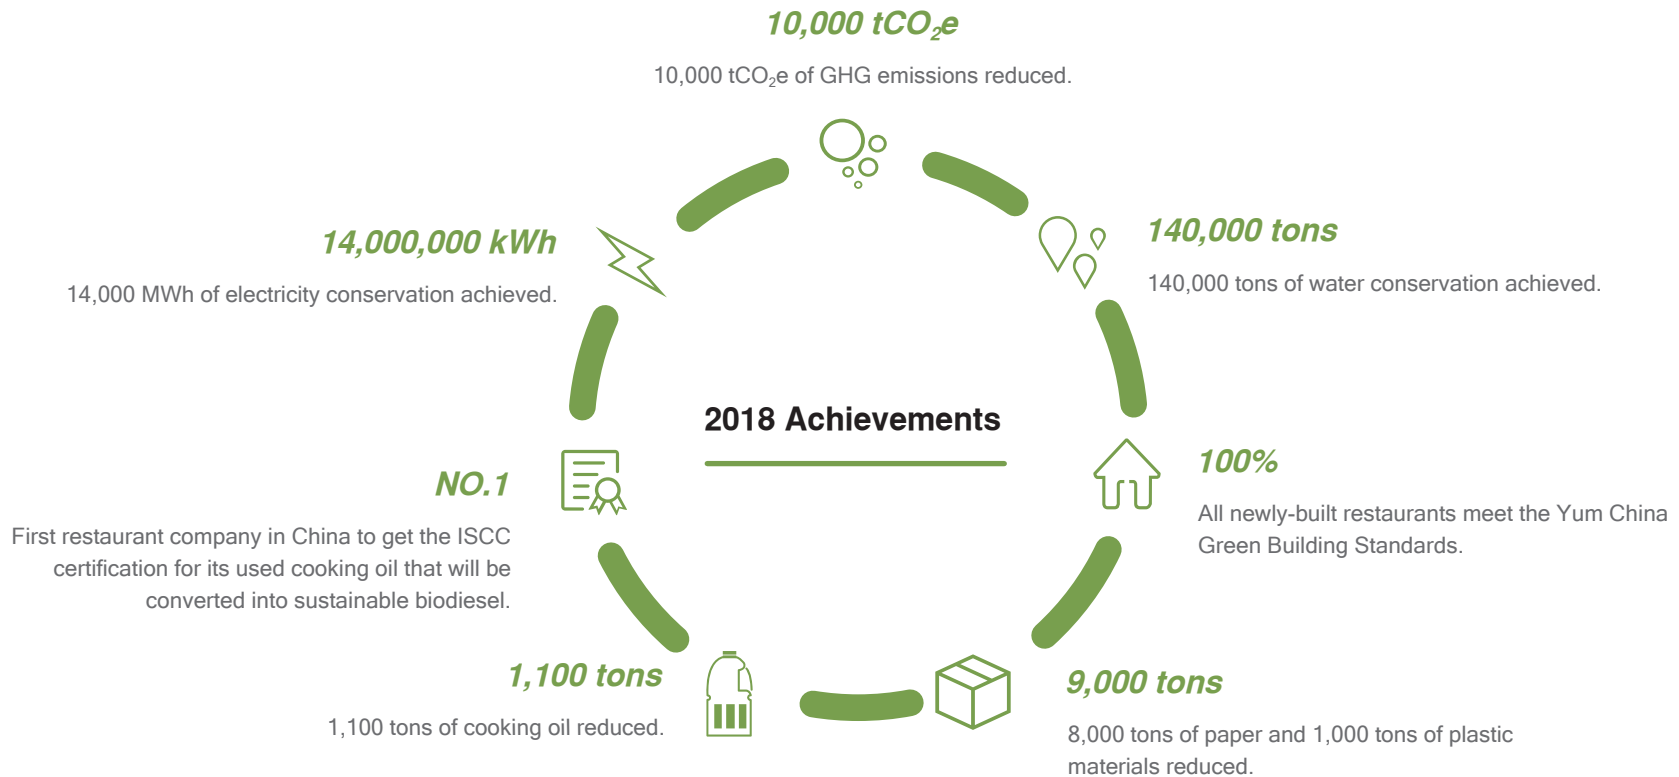 10,000 tCO₂e
10,000 tCO₂e of GHG emissions reduced.
14,000,000 kWh
14,000 MWh of electricity conservation achieved.
140,000 tons
140,000 tons of water conservation achieved.
2018 Achievements
NO.1
First restaurant company in China to get the ISCC
certification for its used cooking oil that will be
converted into sustainable biodiesel.
100%
All newly-built restaurants meet the Yum China
Green Building Standards.
1,100 tons
1,100 tons of cooking oil reduced.
9,000 tons
8,000 tons of paper and 1,000 tons of plastic
materials reduced.